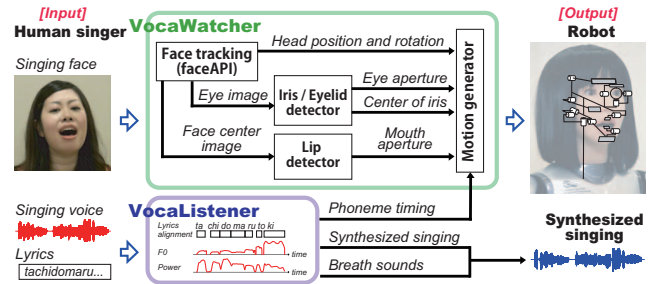 [Input]
Human singer
Singing face
VocaWatcher
Face tracking
(faceAPI)
Head position and rotation
Eye image
Iris / Eyelid
detector
Eye aperture
Center of iris
Face center
image
Lip
detector
Mouth
aperture
Motion generator
[Output]
Robot
Singing voice
Lyrics
tachidomaru...
VocaListener
Lyrics
alignment
ta chi do ma ru to ki
time
F0
time
Power
time
Phoneme timing
Synthesized singing
Breath sounds
Synthesized
singing